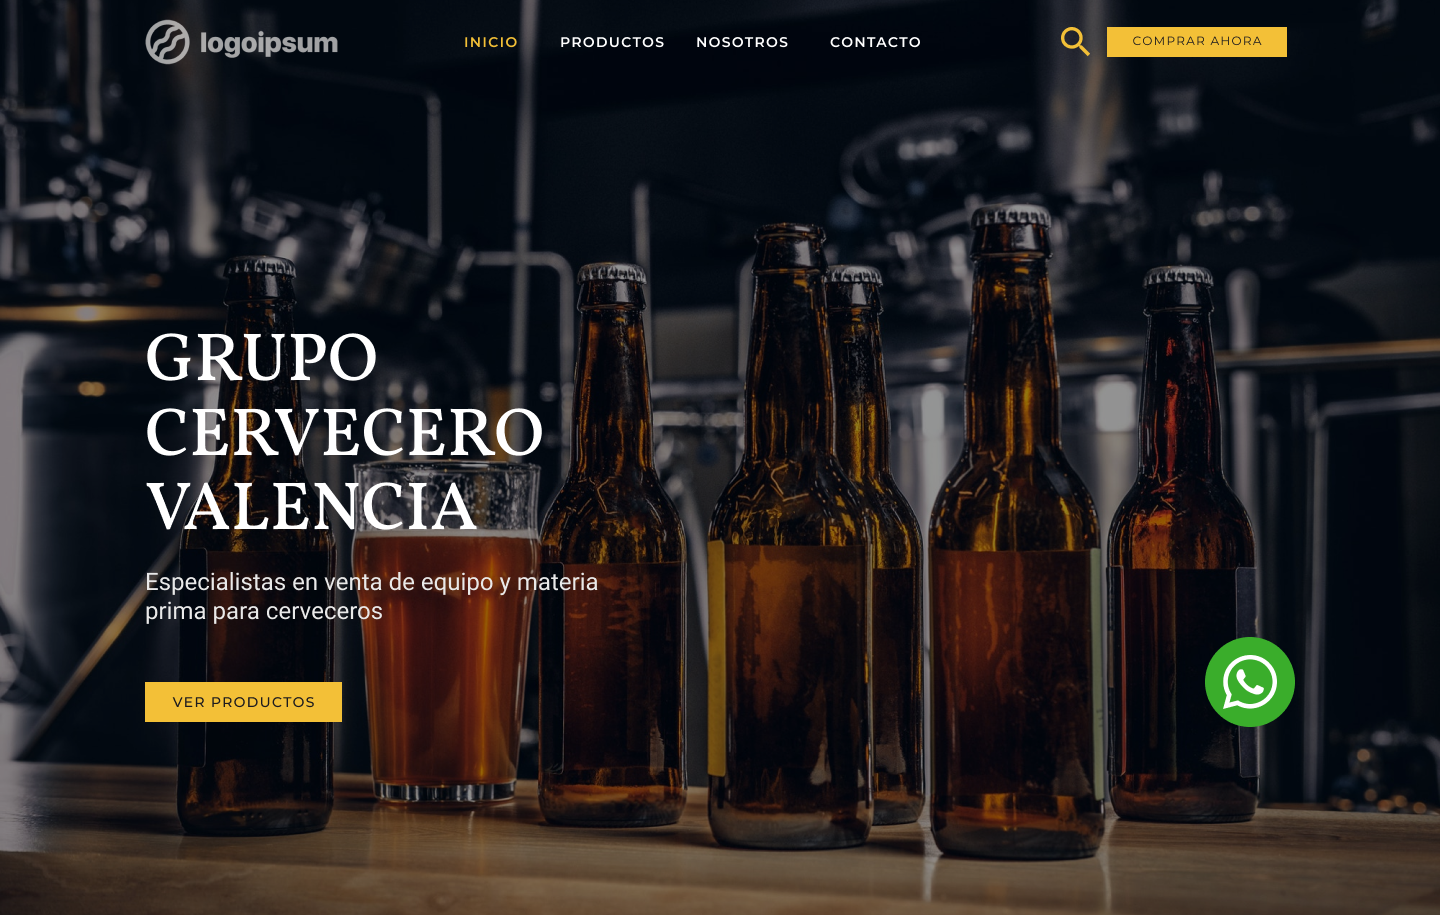 logoipsum
INICIO
PRODUCTOS
NOSOTROS
CONTACTO
COMPRAR AHORA
GRUPO
CERVECERO
VALENCIA
Especialistas en venta de equipo y materia
prima para cerveceros
VER PRODUCTOS